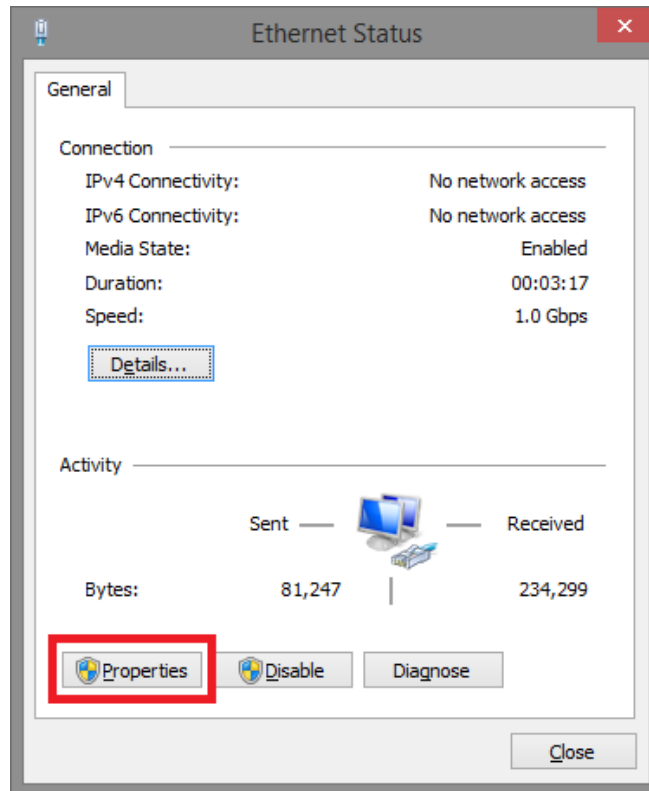 Ethernet Status
General
Connection
IPv4 Connectivity: No network access
IPv6 Connectivity: No network access
Media State: Enabled
Duration: 00:03:17
Speed: 1.0 Gbps
Details...
Activity
Sent Received
Bytes: 81,247 234,299
Properties Disable Diagnose
Close